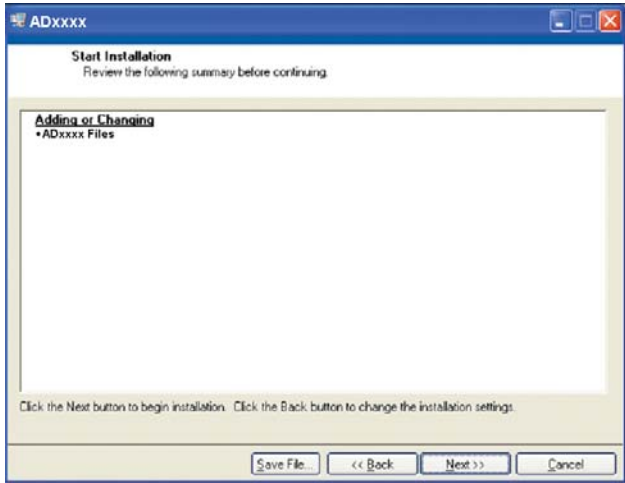 ADxxxx
Start Installation
Review the following summary before continuing.
Adding or Changing
•ADxxxx Files
Click the Next button to begin installation. Click the Back button to change the installation settings.
Save File... << Back Next >> Cancel